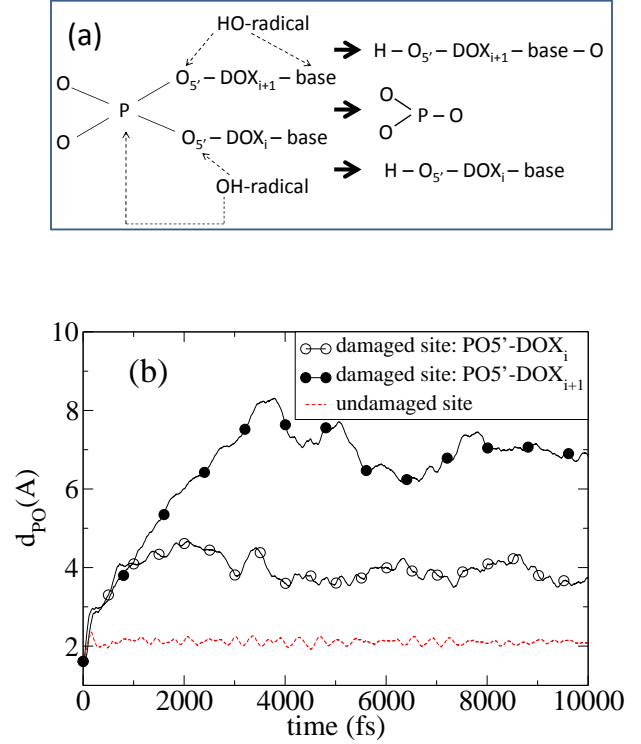 (a)
HO-radical
H – O5' – DOXi+1 – base – O
O
O5' – DOXi+1 – base
O
P
P – O
O
O
O5' – DOXi – base
H – O5' – DOXi – base
OH-radical
(b)
damaged site: PO5'-DOXi
damaged site: PO5'-DOXi+1
undamaged site
10
8
6
4
2
dPO(A)
0 2000 4000 6000 8000 10000
time (fs)